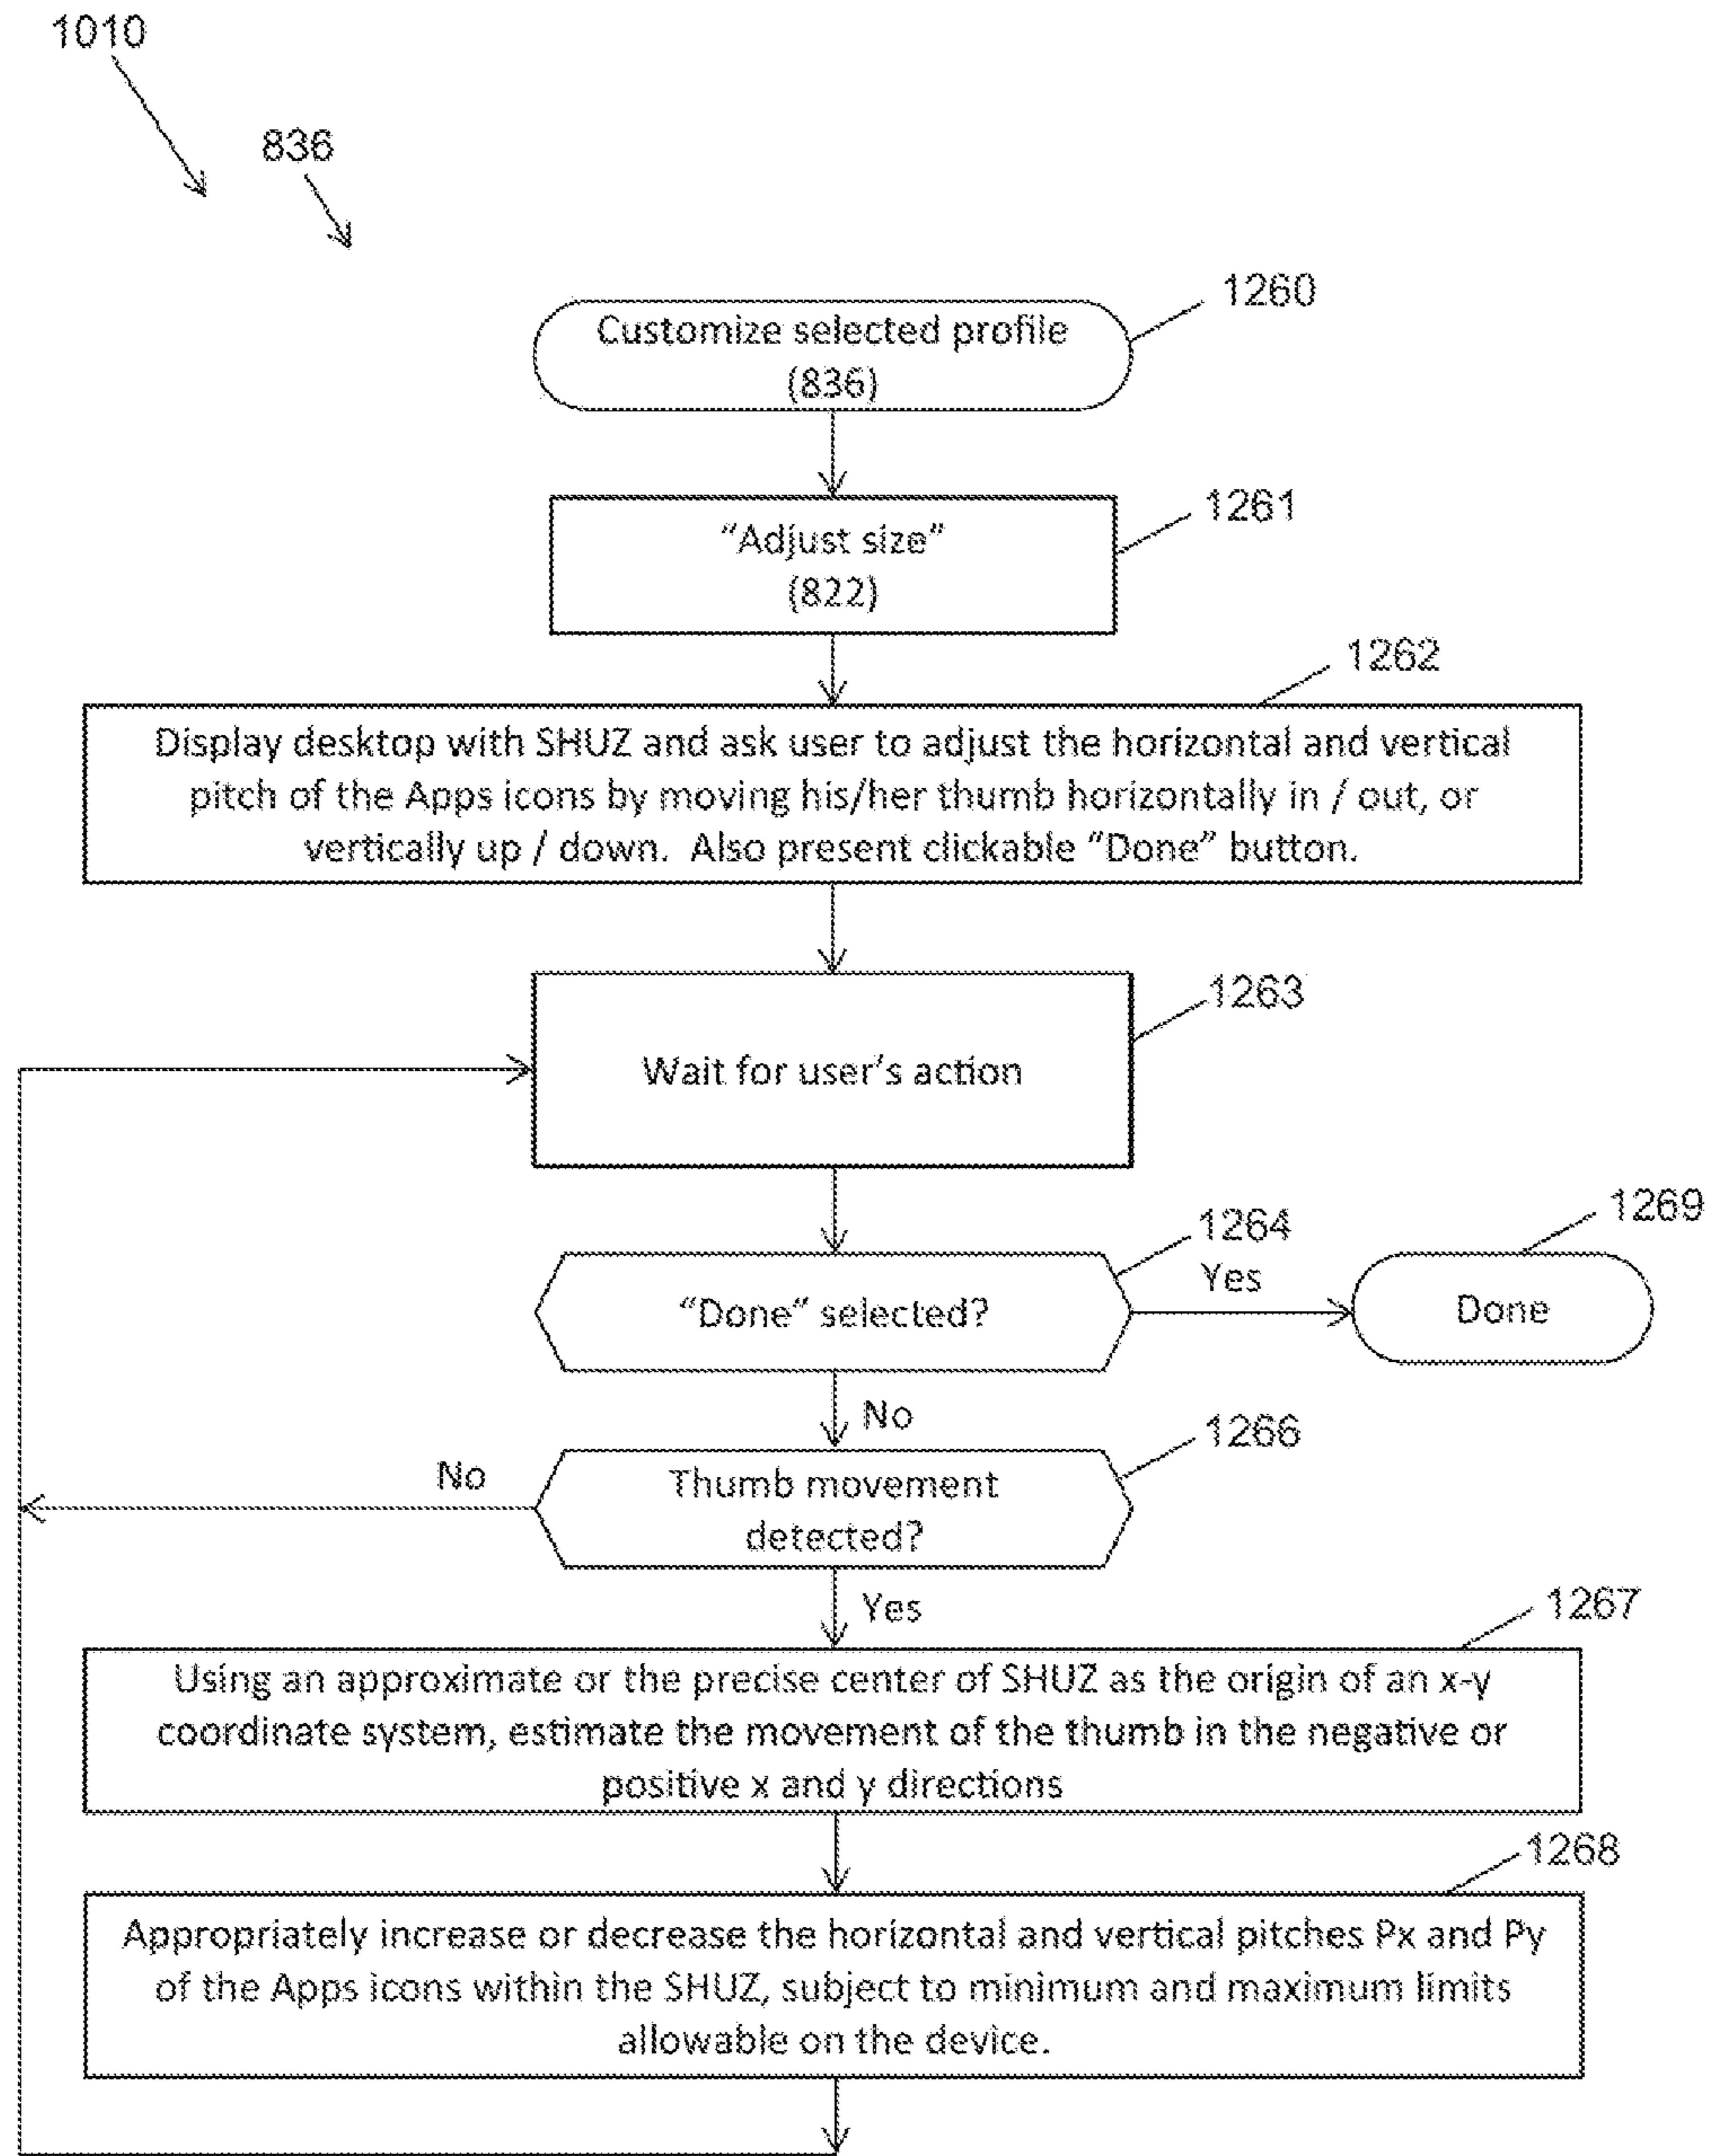 1010
836
1260
Customize selected profile
(836)
1261
“Adjust size”
(822)
1262
Display desktop with SHUZ and ask user to adjust the horizontal and vertical
pitch of the Apps icons by moving his/her thumb horizontally in / out, or
vertically up / down. Also present clickable “Done” button.
1263
Wait for user’s action
1264
1269
Yes
“Done” selected?
Done
No
1266
No
Thumb movement
detected?
Yes
1267
Using an approximate or the precise center of SHUZ as the origin of an x-y
coordinate system, estimate the movement of the thumb in the negative or
positive x and y directions
1268
Appropriately increase or decrease the horizontal and vertical pitches Px and Py
of the Apps icons within the SHUZ, subject to minimum and maximum limits
allowable on the device.